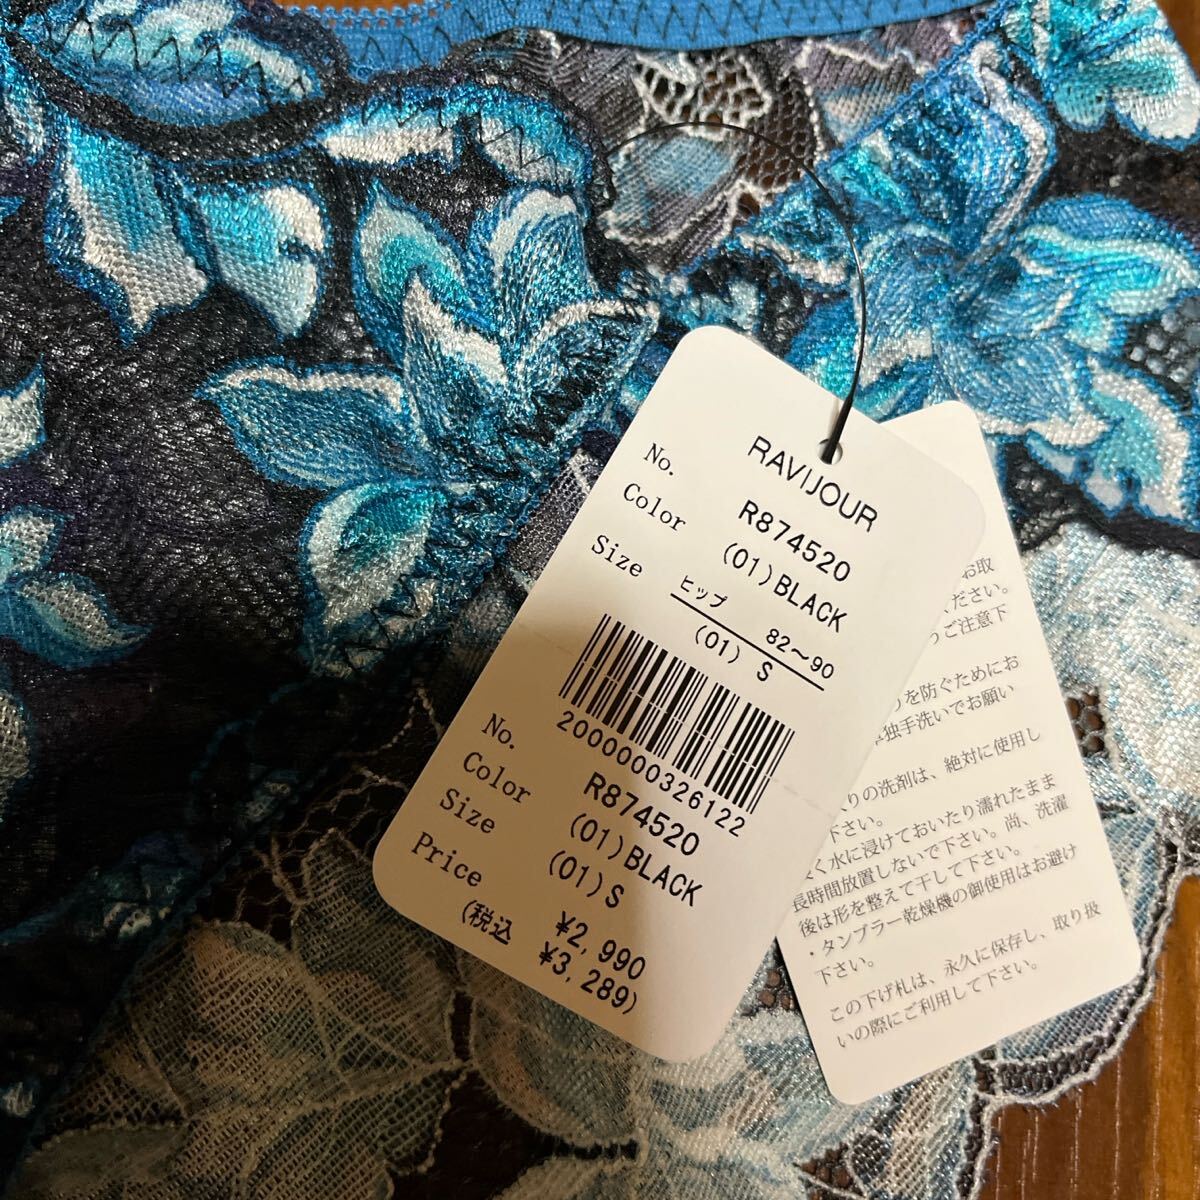 RAVIJOUR
No. R874520
Color (01)BLACK
Size ヒップ 82～90
(01) S
2000000326122
No. R874520
Color (01)BLACK
Size (01)S
Price ¥2,990
(税込 ¥3,289)
お取
ださい。
ご注意下
を防ぐためにお
独手洗いでお願い
りの洗剤は、絶対に使用し
下さい。
く水に浸けておいたり濡れたまま
長時間放置しないで下さい。尚、洗濯
後は形を整えて干して下さい。
・タンブラー乾燥機の御使用はお避け
下さい。
この下げ札は、永久に保存し、取り扱
いの際にご利用して下さい。